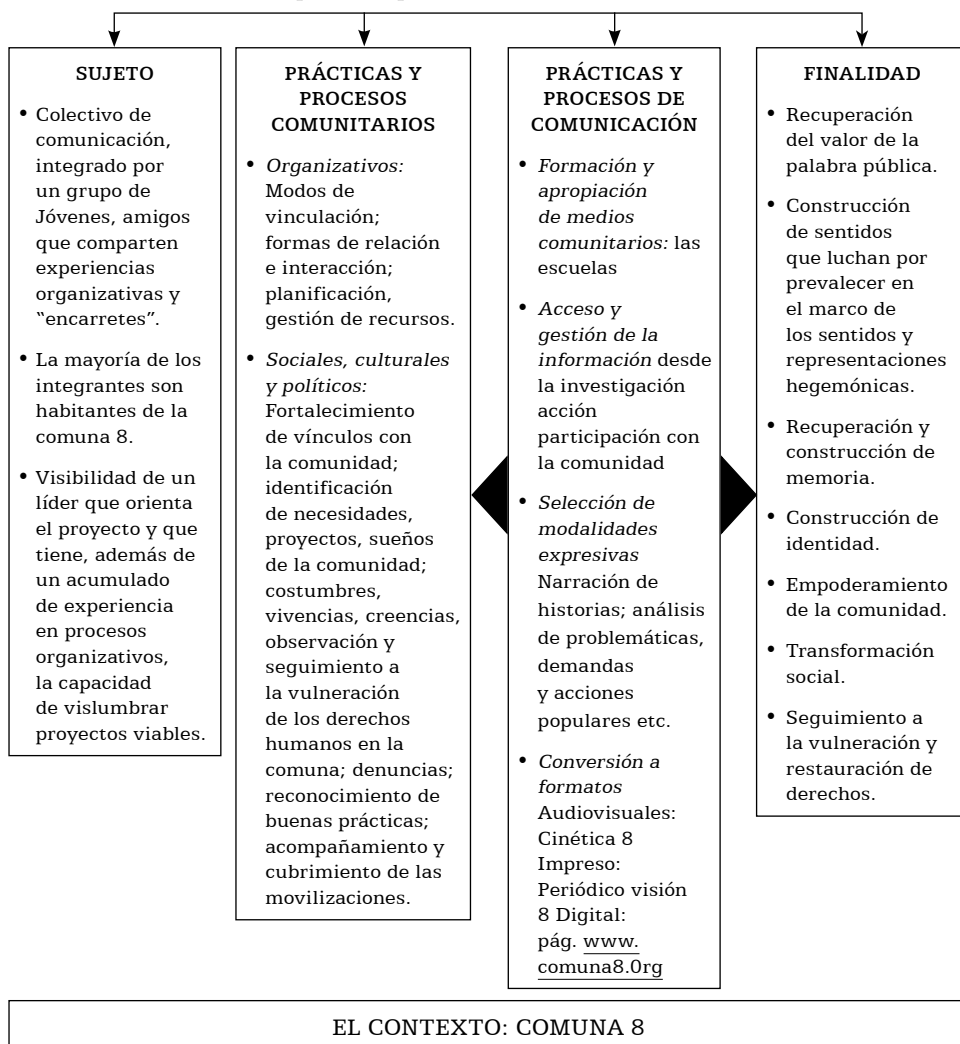 SUJETO
• Colectivo de
comunicación,
integrado por
un grupo de
Jóvenes, amigos
que comparten
experiencias
organizativas y
“encarretes”.
• La mayoría de los
integrantes son
habitantes de la
comuna 8.
• Visibilidad de un
líder que orienta
el proyecto y que
tiene, además de
un acumulado
de experiencia
en procesos
organizativos,
la capacidad
de vislumbrar
proyectos viables.
PRÁCTICAS Y
PROCESOS
COMUNITARIOS
• Organizativos:
Modos de
vinculación;
formas de relación
e interacción;
planificación,
gestión de recursos.
• Sociales, culturales
y políticos:
Fortalecimiento
de vínculos con
la comunidad;
identificación
de necesidades,
proyectos, sueños
de la comunidad;
costumbres,
vivencias, creencias,
observación y
seguimiento a
la vulneración
de los derechos
humanos en la
comuna; denuncias;
reconocimiento de
buenas prácticas;
acompañamiento y
cubrimiento de las
movilizaciones.
PRÁCTICAS Y
PROCESOS DE
COMUNICACIÓN
• Formación y
apropiación
de medios
comunitarios: las
escuelas
• Acceso y
gestión de la
información desde
la investigación
acción
participación con
la comunidad
• Selección de
modalidades
expresivas
Narración de
historias; análisis
de problemáticas,
demandas
y acciones
populares etc.
• Conversión a
formatos
Audiovisuales:
Cinética 8
Impreso:
Periódico visión
8 Digital:
pág. www.
comuna8.0rg
FINALIDAD
• Recuperación
del valor de la
palabra pública.
• Construcción
de sentidos
que luchan por
prevalecer en
el marco de
los sentidos y
representaciones
hegemónicas.
• Recuperación y
construcción de
memoria.
• Construcción de
identidad.
• Empoderamiento
de la comunidad.
• Transformación
social.
• Seguimiento a
la vulneración y
restauración de
derechos.
EL CONTEXTO: COMUNA 8